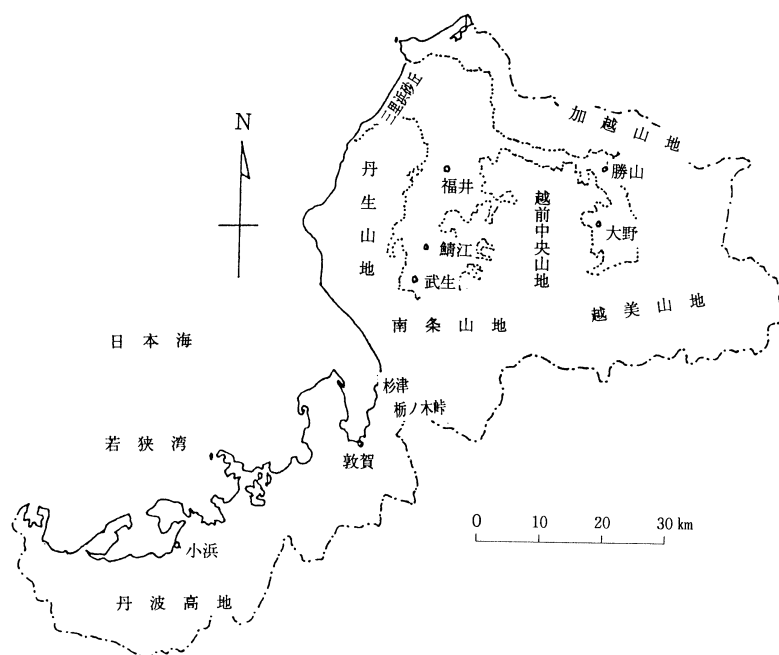 三里浜砂丘
加越山地
N
丹生山地
福井
勝山
越前中央山地
大野
鯖江
武生
越美山地
南条山地
日本海
杉津
栃ノ木峠
若狭湾
敦賀
0 10 20 30 km
小浜
丹波高地